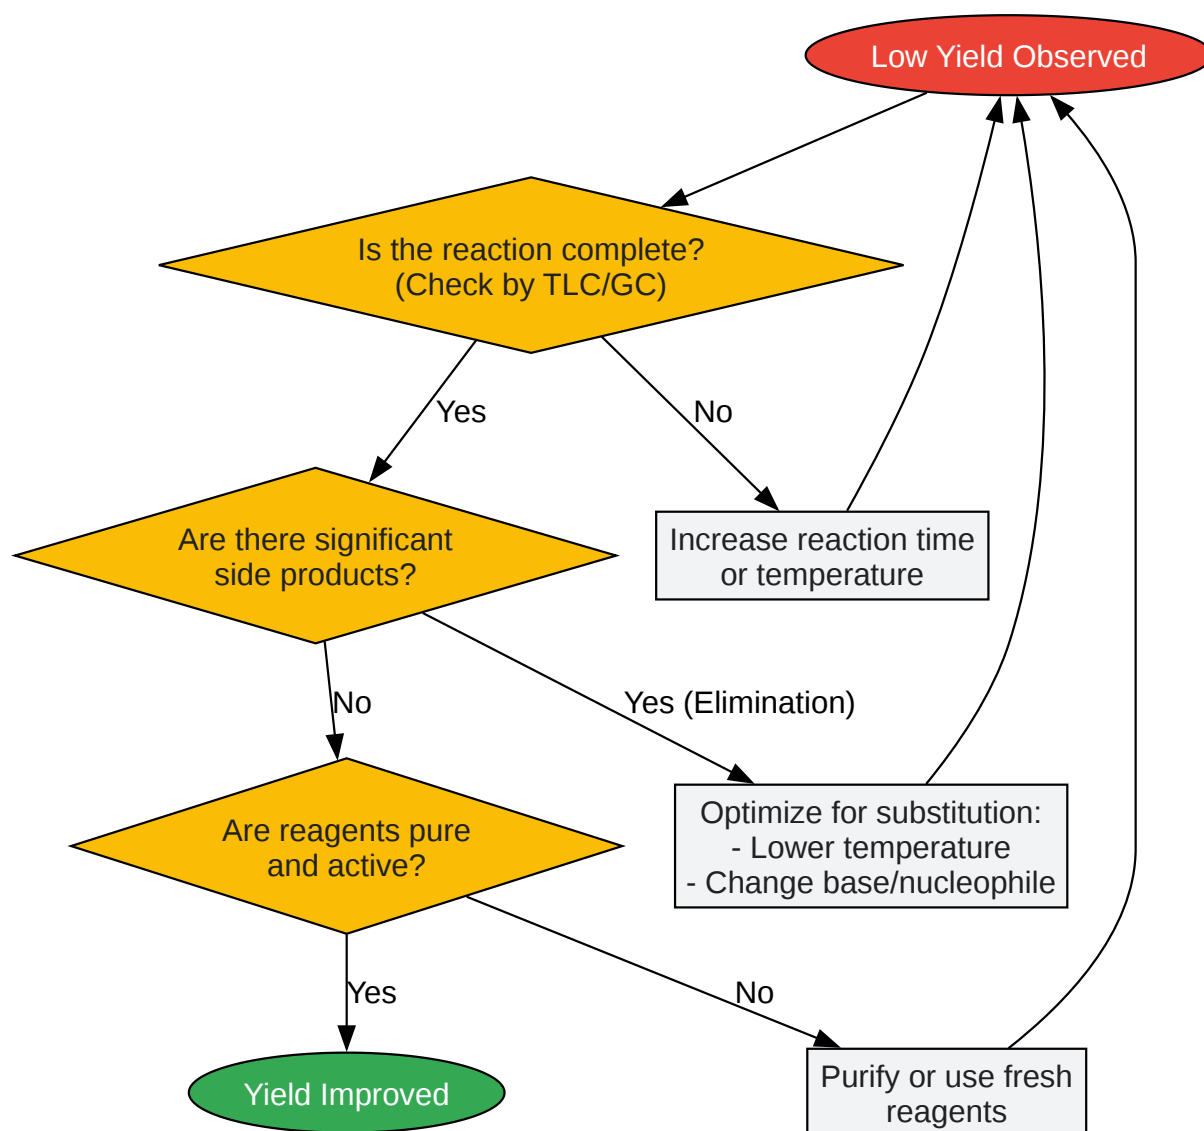 Low Yield Observed
Is the reaction complete?
(Check by TLC/GC)
Yes
No
Are there significant
side products?
Increase reaction time
or temperature
No
Yes (Elimination)
Are reagents pure
and active?
Optimize for substitution:
- Lower temperature
- Change base/nucleophile
Yes
No
Yield Improved
Purify or use fresh
reagents